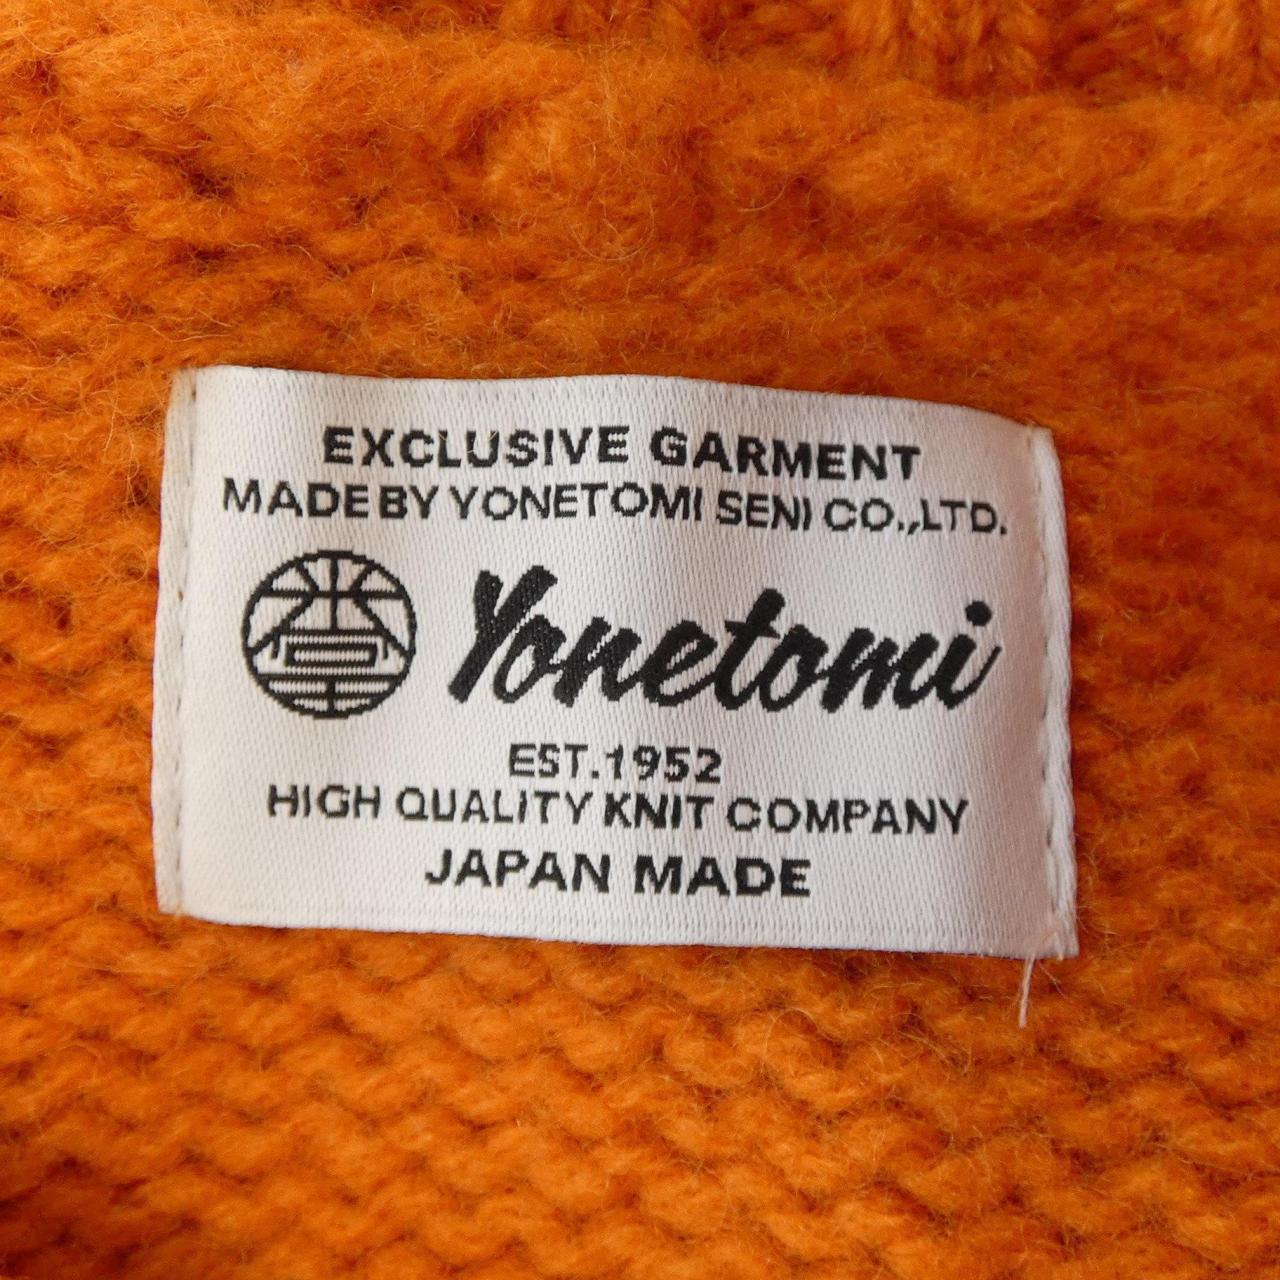 EXCLUSIVE GARMENT
MADE BY YONETOMI SENI CO.,LTD.
Yonetomi
EST.1952
HIGH QUALITY KNIT COMPANY
JAPAN MADE